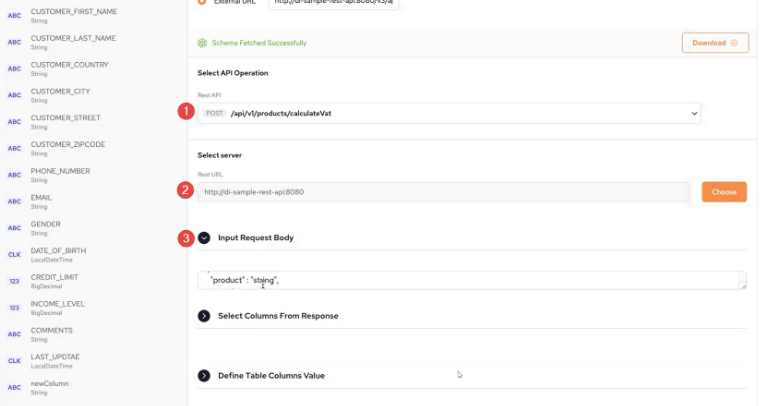 ABC CUSTOMER_FIRST_NAME
String
ABC CUSTOMER_LAST_NAME
String
ABC CUSTOMER_COUNTRY
String
ABC CUSTOMER_CITY
String
ABC CUSTOMER_STREET
String
ABC CUSTOMER_ZIPCODE
String
ABC PHONE_NUMBER
String
ABC EMAIL
String
ABC GENDER
String
CLK DATE_OF_BIRTH
LocalDateTime
123 CREDIT_LIMIT
BigDecimal
123 INCOME_LEVEL
BigDecimal
ABC COMMENTS
String
CLK LAST_UPDTAE
LocalDateTime
ABC newColumn
String
External URL http://di-sample-rest-api:8080/v3/a
Schema Fetched Successfully
Download
Select API Operation
Rest API
1 POST /api/v1/products/calculateVat
Select server
Rest URL
2 http://di-sample-rest-api:8080 Choose
3 Input Request Body
"product" : "string",
Select Columns From Response
Define Table Columns Value